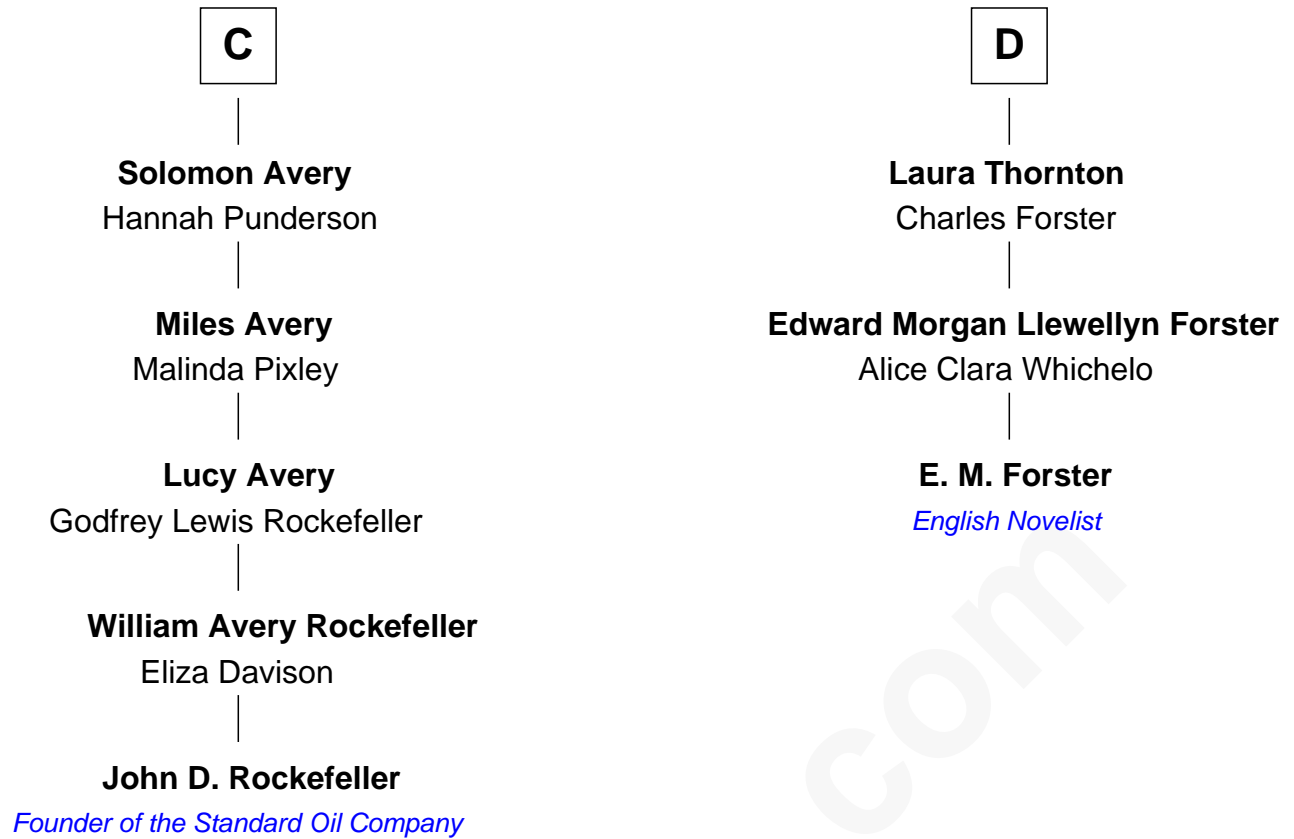 C
Solomon Avery
Hannah Punderson
Miles Avery
Malinda Pixley
Lucy Avery
Godfrey Lewis Rockefeller
William Avery Rockefeller
Eliza Davison
John D. Rockefeller
Founder of the Standard Oil Company
D
Laura Thornton
Charles Forster
Edward Morgan Llewellyn Forster
Alice Clara Whichelo
E. M. Forster
English Novelist
com